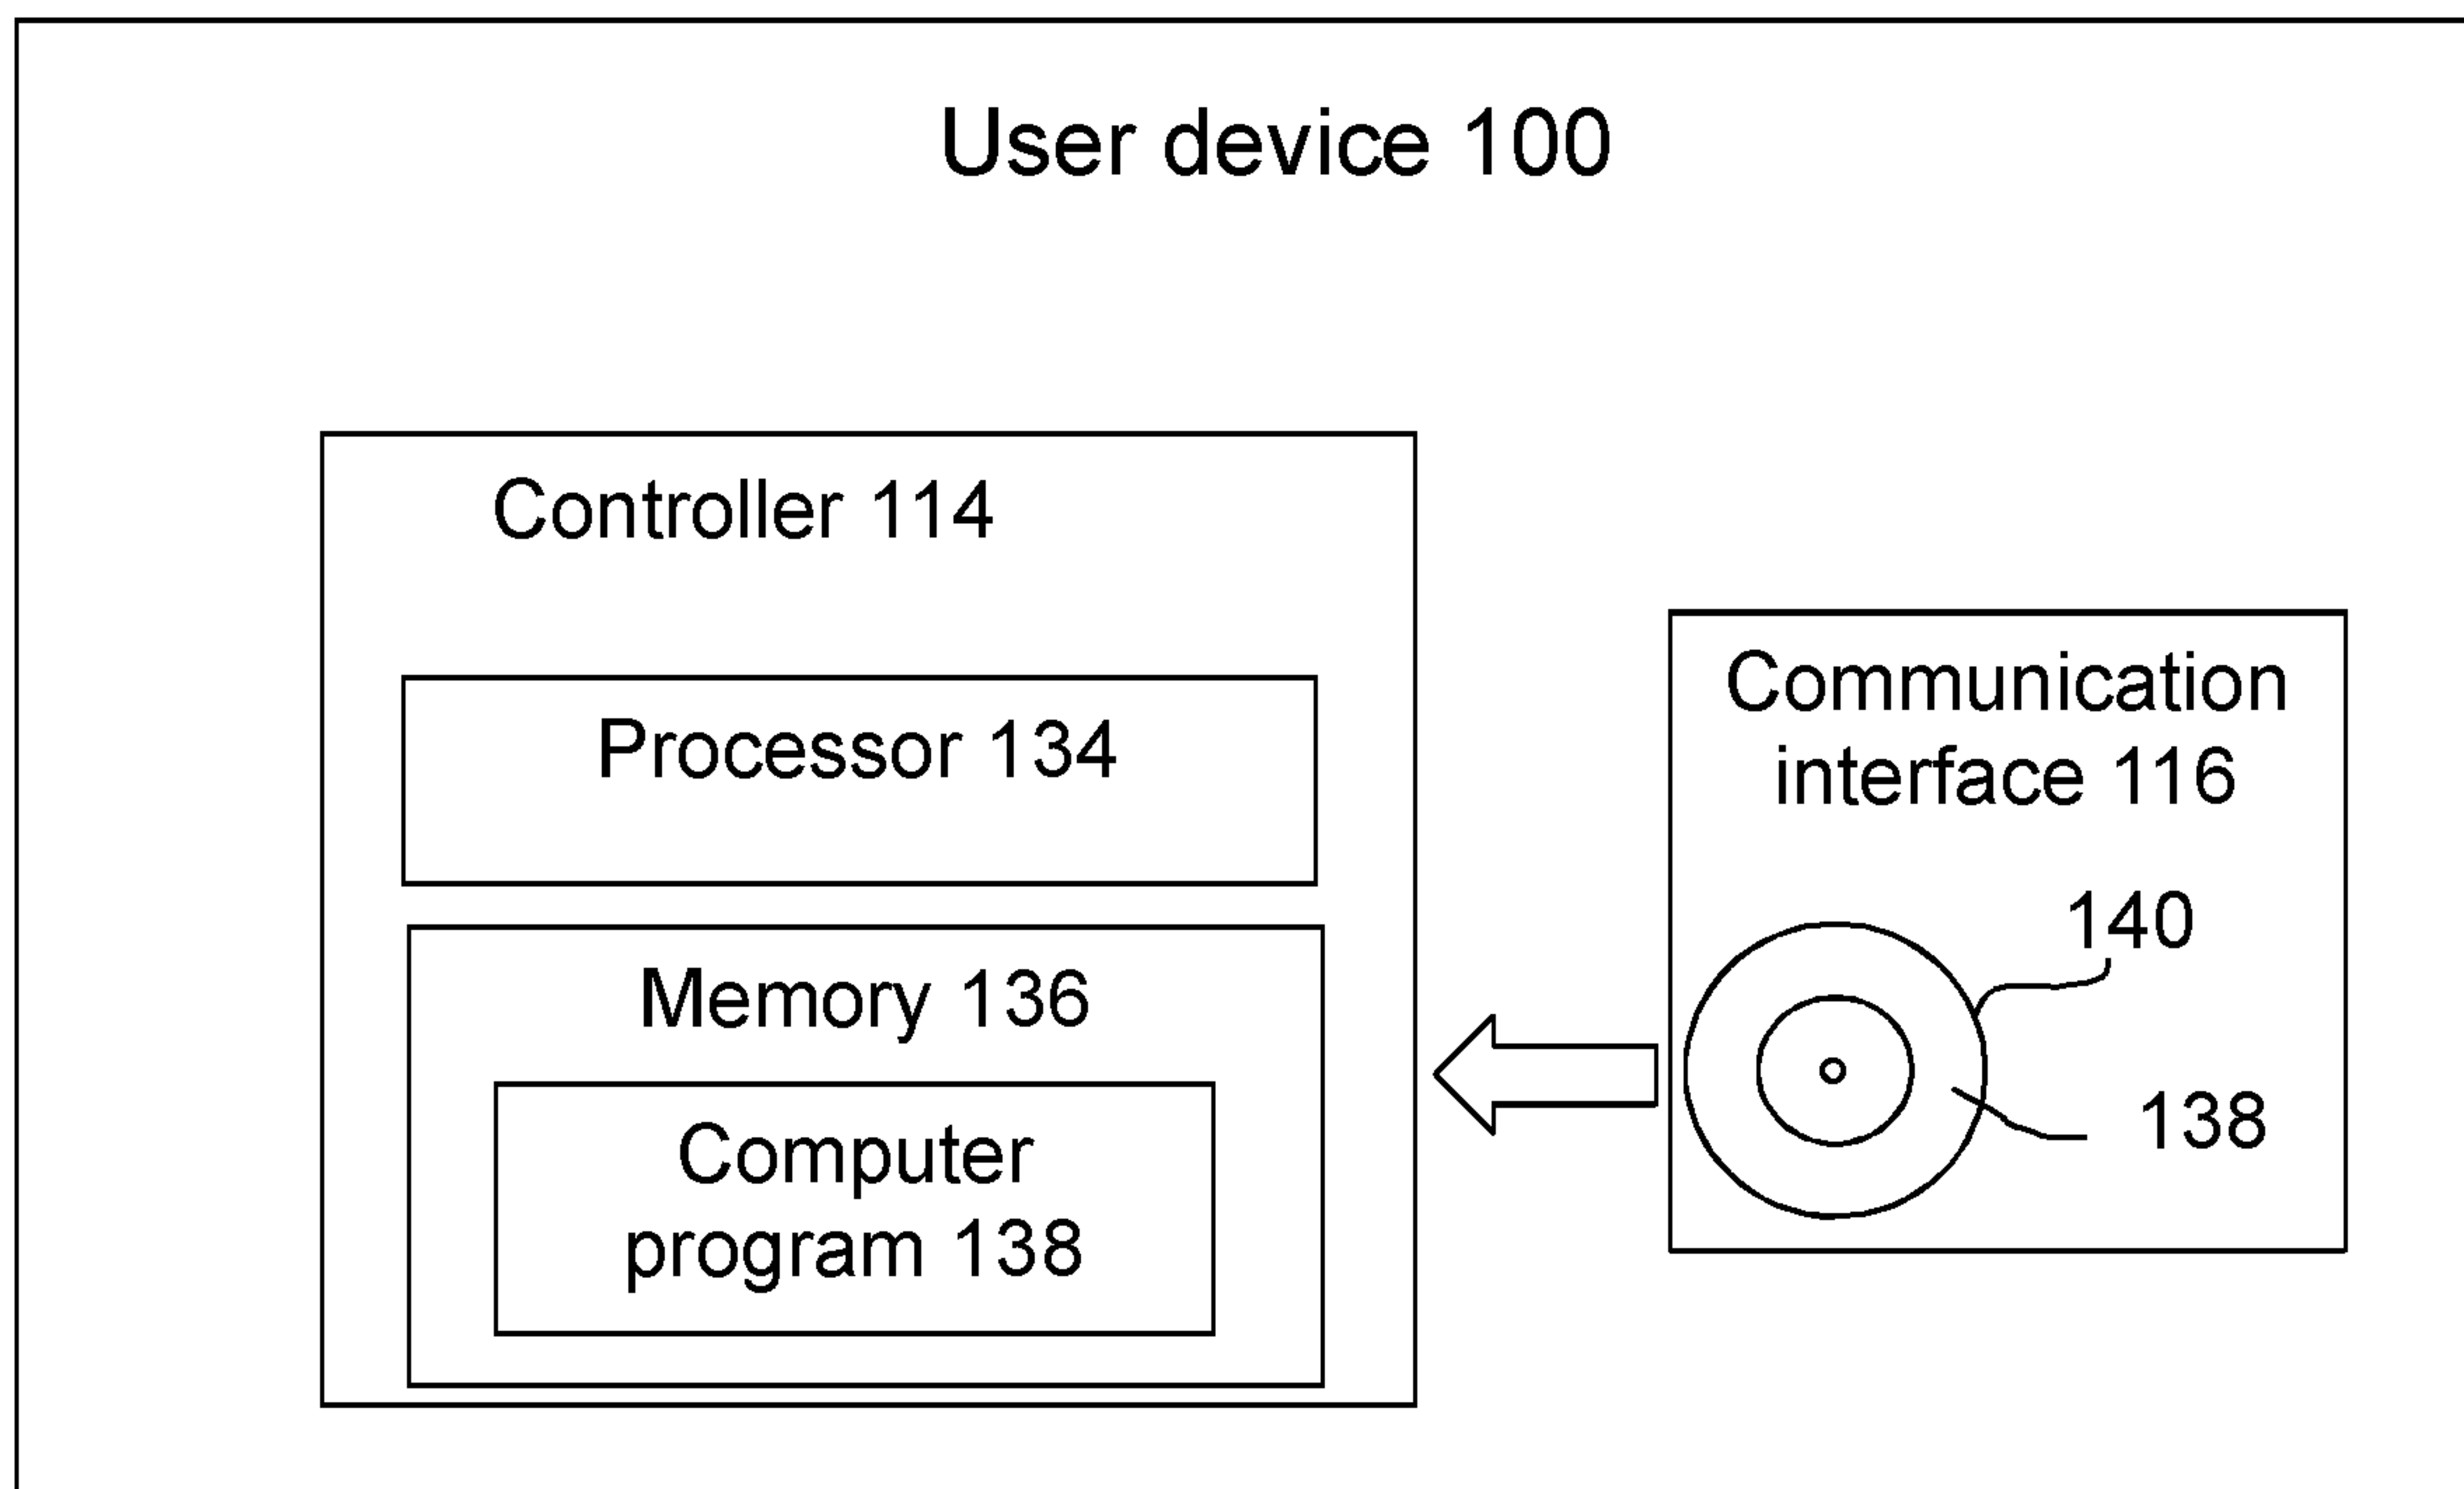 User device 100
Controller 114
Processor 134
Memory 136
Computer
program 138
Communication
interface 116
140
138